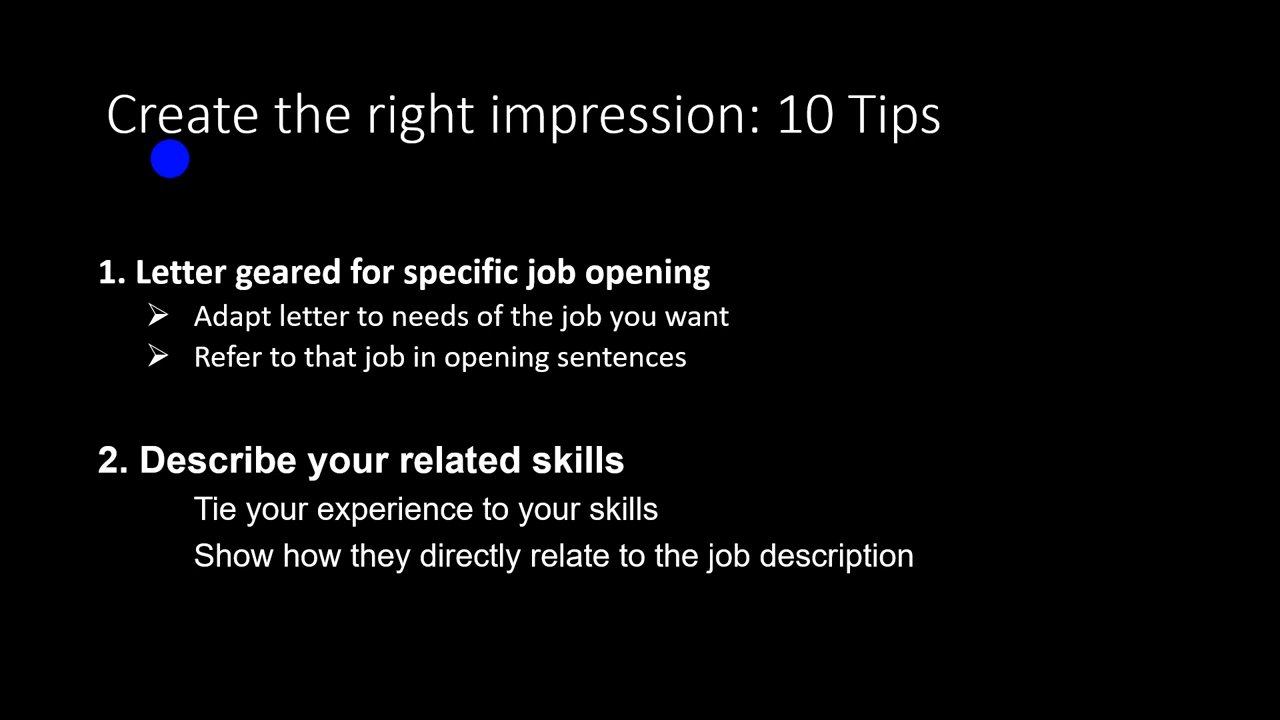 Create the right impression: 10 Tips
1. Letter geared for specific job opening
➢ Adapt letter to needs of the job you want
➢ Refer to that job in opening sentences
2. Describe your related skills
Tie your experience to your skills
Show how they directly relate to the job description